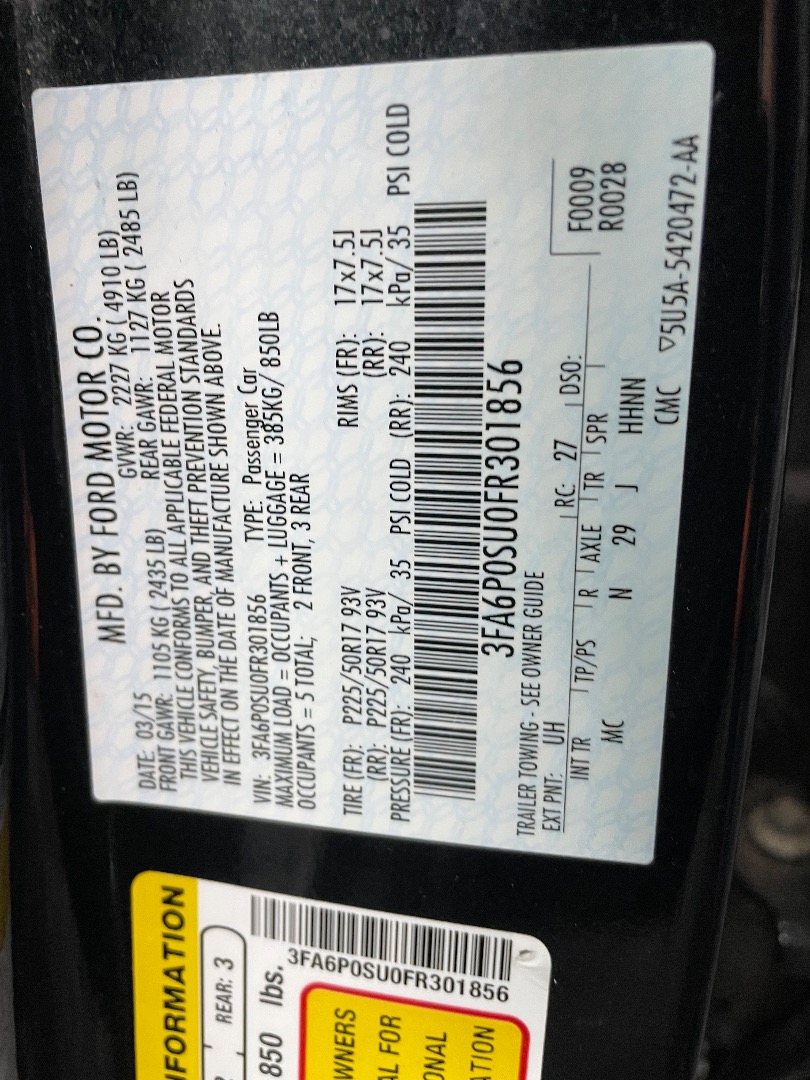 MFD. BY FORD MOTOR CO.
DATE: 03/15 GVWR: 2227 KG ( 4910 LB)
FRONT GAWR: 1105 KG ( 2435 LB) REAR GAWR: 1127 KG ( 2485 LB)
THIS VEHICLE CONFORMS TO ALL APPLICABLE FEDERAL MOTOR
VEHICLE SAFETY, BUMPER, AND THEFT PREVENTION STANDARDS
IN EFFECT ON THE DATE OF MANUFACTURE SHOWN ABOVE.
VIN: 3FA6P0SU0FR301856 TYPE: Passenger Car
MAXIMUM LOAD = OCCUPANTS + LUGGAGE = 385KG/ 850LB
OCCUPANTS = 5 TOTAL; 2 FRONT, 3 REAR
TIRE (FR): P225/50R17 93V RIMS (FR): 17x7.5J
(RR): P225/50R17 93V (RR): 17x7.5J
PRESSURE (FR): 240 kPa/ 35 PSI COLD (RR): 240 kPa/ 35 PSI COLD
3FA6P0SU0FR301856
TRAILER TOWING - SEE OWNER GUIDE
EXT PNT: UH RC: 27 DSO: F0009
INT TR TP/PS R AXLE TR SPR R0028
MC N 29 J HHNN
CMC ▽5U5A-5420472-AA
REAR: 3
850 lbs.
3FA6P0SU0FR301856